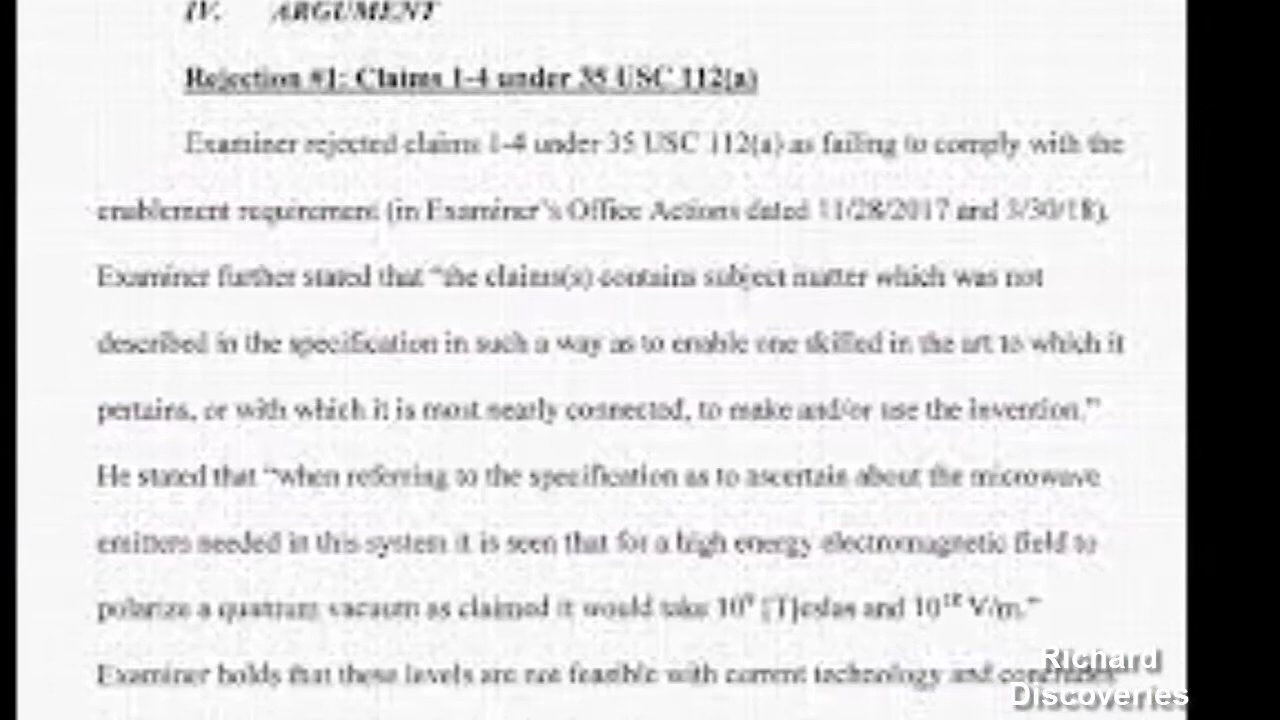 IV. ARGUMENT
Rejection #1: Claims 1-4 under 35 USC 112(a)
Examiner rejected claims 1-4 under 35 USC 112(a) as failing to comply with the
enablement requirement (in Examiner's Office Actions dated 11/28/2017 and 3/30/18).
Examiner further stated that "the claims(s) contains subject matter which was not
described in the specification in such a way as to enable one skilled in the art to which it
pertains, or with which it is most nearly connected, to make and/or use the invention."
He stated that "when referring to the specification as to ascertain about the microwave
emitters needed in this system it is seen that for a high energy electromagnetic field to
polarize a quatrum vacuum as claimed it would take 10⁹ [T]eslas and 10¹⁸ V/m."
Examiner holds that these levels are not feasible with current technology and
Richard
Discoveries